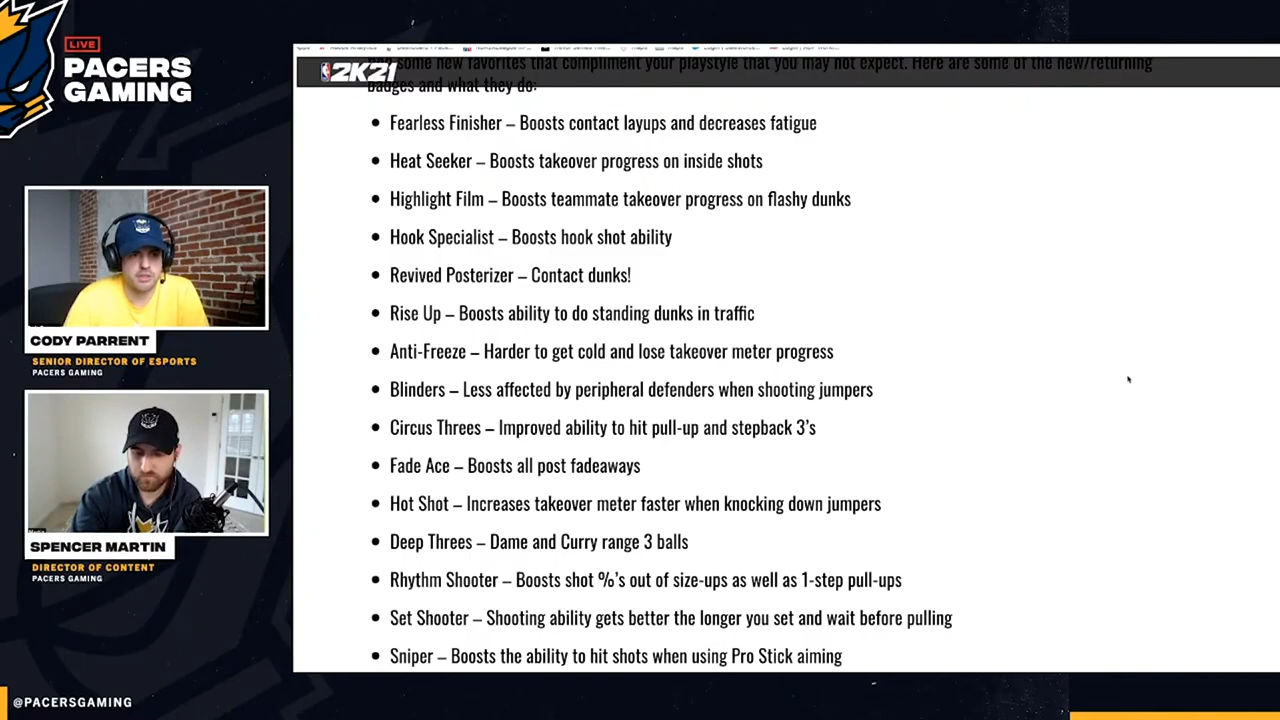 LIVE
PACERS
GAMING
2K21
some new favorites that compliment your playstyle that you may not expect. Here are some of the new/returning
badges and what they do:
• Fearless Finisher – Boosts contact layups and decreases fatigue
• Heat Seeker – Boosts takeover progress on inside shots
• Highlight Film – Boosts teammate takeover progress on flashy dunks
• Hook Specialist – Boosts hook shot ability
• Revived Posterizer – Contact dunks!
• Rise Up – Boosts ability to do standing dunks in traffic
• Anti-Freeze – Harder to get cold and lose takeover meter progress
• Blinders – Less affected by peripheral defenders when shooting jumpers
• Circus Threes – Improved ability to hit pull-up and stepback 3's
• Fade Ace – Boosts all post fadeaways
• Hot Shot – Increases takeover meter faster when knocking down jumpers
• Deep Threes – Dame and Curry range 3 balls
• Rhythm Shooter – Boosts shot %'s out of size-ups as well as 1-step pull-ups
• Set Shooter – Shooting ability gets better the longer you set and wait before pulling
• Sniper – Boosts the ability to hit shots when using Pro Stick aiming
CODY PARRENT
SENIOR DIRECTOR OF ESPORTS
PACERS GAMING
SPENCER MARTIN
DIRECTOR OF CONTENT
PACERS GAMING
@PACERSGAMING